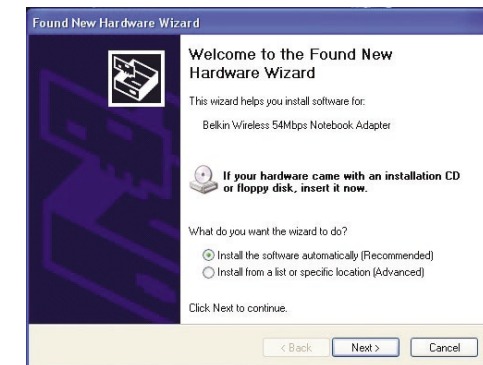 Found New Hardware Wizard
Welcome to the Found New
Hardware Wizard
This wizard helps you install software for:
Belkin Wireless 54Mbps Notebook Adapter
If your hardware came with an installation CD
or floppy disk, insert it now.
What do you want the wizard to do?
Install the software automatically (Recommended)
Install from a list or specific location (Advanced)
Click Next to continue.
< Back Next > Cancel